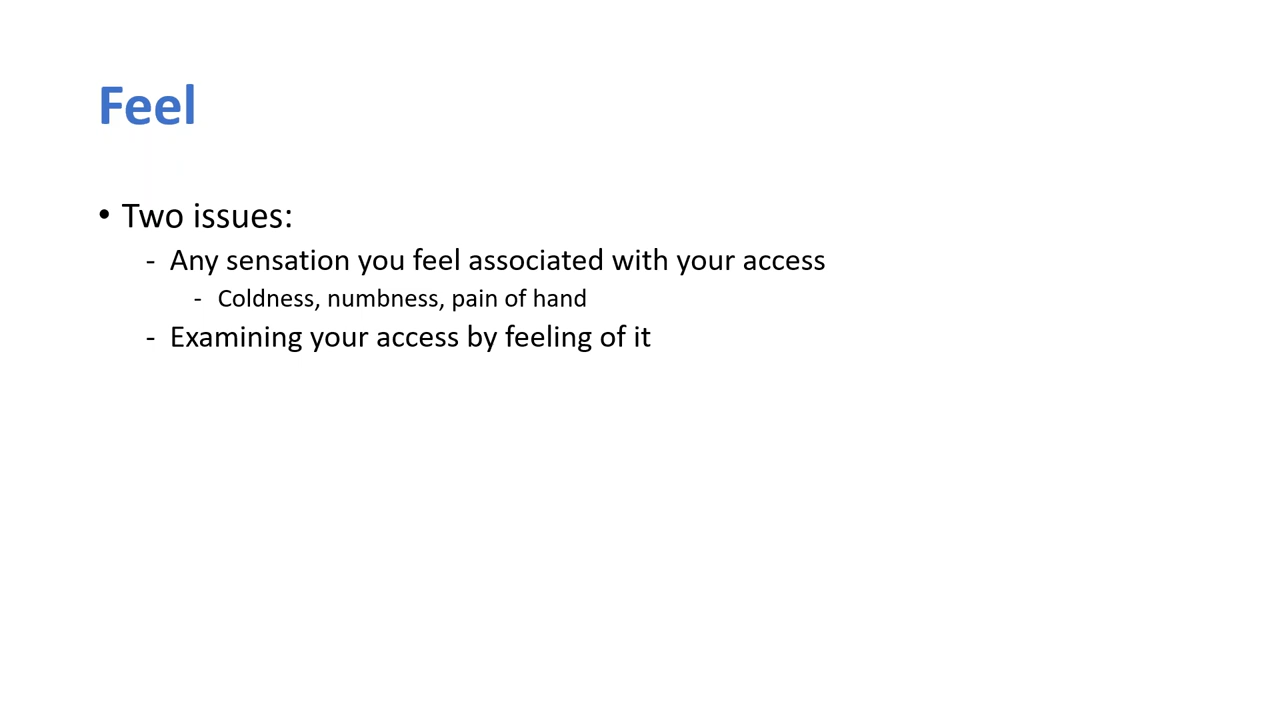 Feel
• Two issues:
- Any sensation you feel associated with your access
- Coldness, numbness, pain of hand
- Examining your access by feeling of it